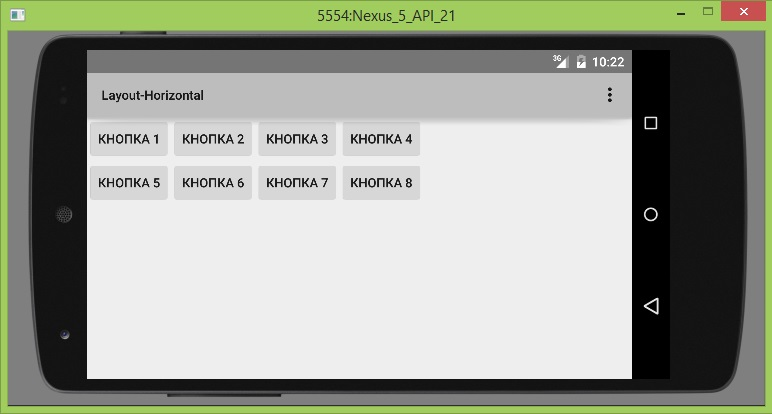 5554:Nexus_5_API_21
3G 10:22
Layout-Horizontal
КНОПКА 1 КНОПКА 2 КНОПКА 3 КНОПКА 4
КНОПКА 5 КНОПКА 6 КНОПКА 7 КНОПКА 8